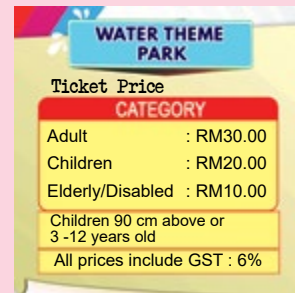 WATER THEME
PARK
Ticket Price
CATEGORY
Adult : RM30.00
Children : RM20.00
Elderly/Disabled : RM10.00
Children 90 cm above or
3 -12 years old
All prices include GST : 6%